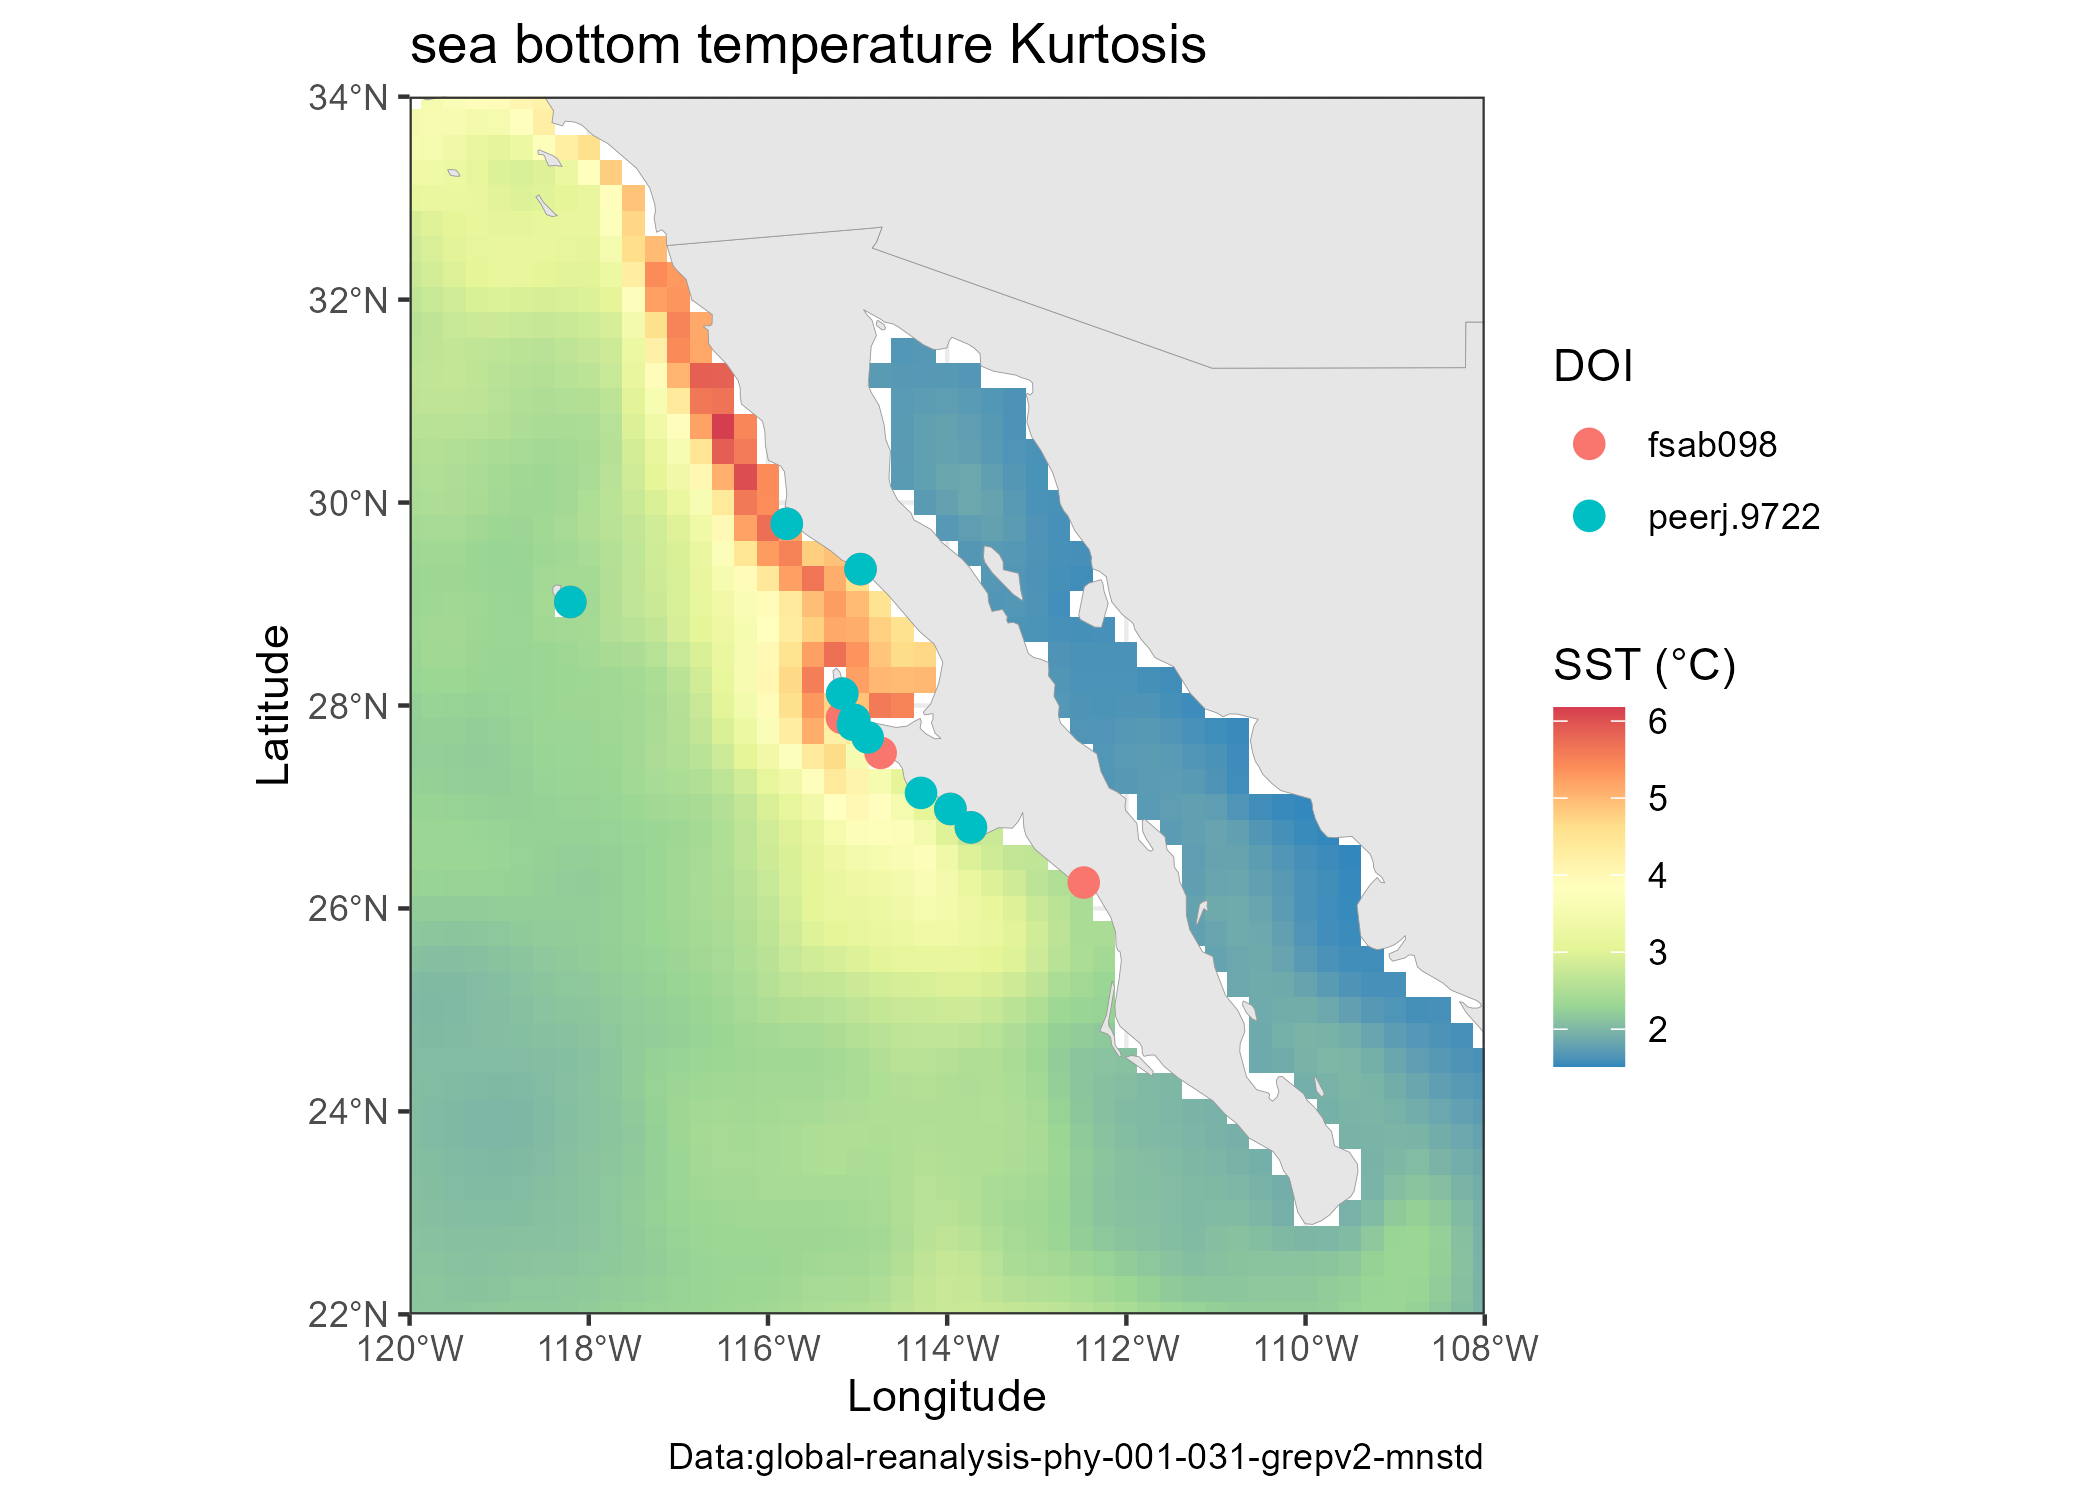 sea bottom temperature Kurtosis
34°N
32°N
30°N
28°N
26°N
24°N
22°N
Latitude
120°W 118°W 116°W 114°W 112°W 110°W 108°W
Longitude
Data:global-reanalysis-phy-001-031-grepv2-mnstd
DOI
fsab098
peerj.9722
SST (°C)
6
5
4
3
2